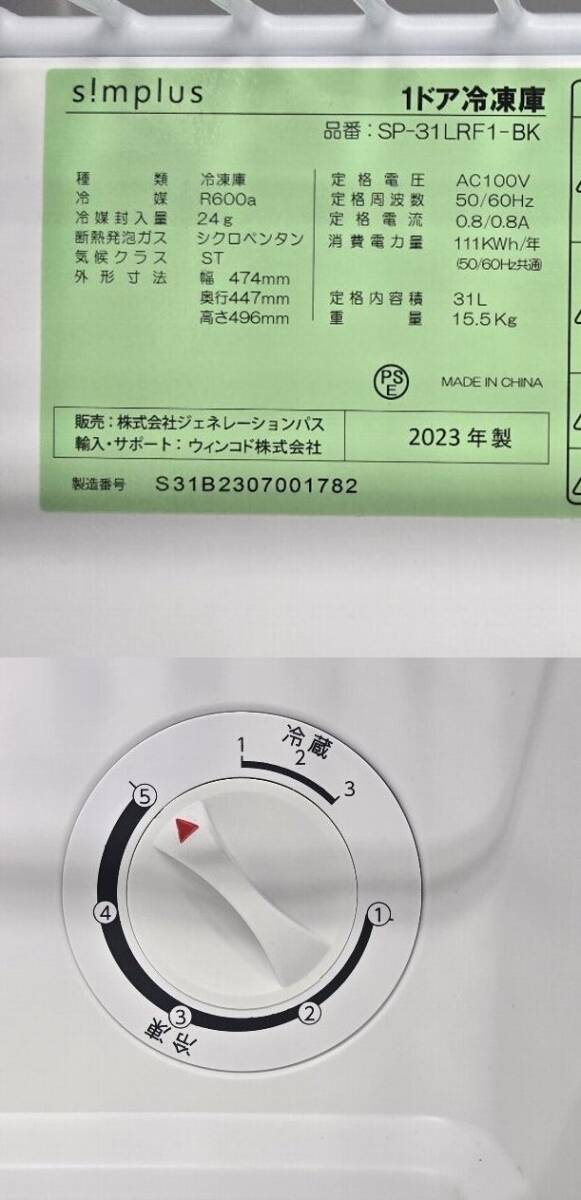 s!mplus
1ドア冷凍庫
品番：SP-31LRF1-BK
種類 冷凍庫
冷媒 R600a
冷媒封入量 24g
断熱発泡ガス シクロペンタン
気候クラス ST
外形寸法 幅 474mm
奥行447mm
高さ496mm
定格電圧 AC100V
定格周波数 50/60Hz
定格電流 0.8/0.8A
消費電力量 111KWh/年
(50/60Hz共通)
定格内容積 31L
重量 15.5Kg
PS
E
MADE IN CHINA
販売：株式会社ジェネレーションパス
輸入・サポート：ウィンコド株式会社
2023年製
製造番号 S31B2307001782
冷蔵
1
2
3
①
②
③
④
⑤
冷凍